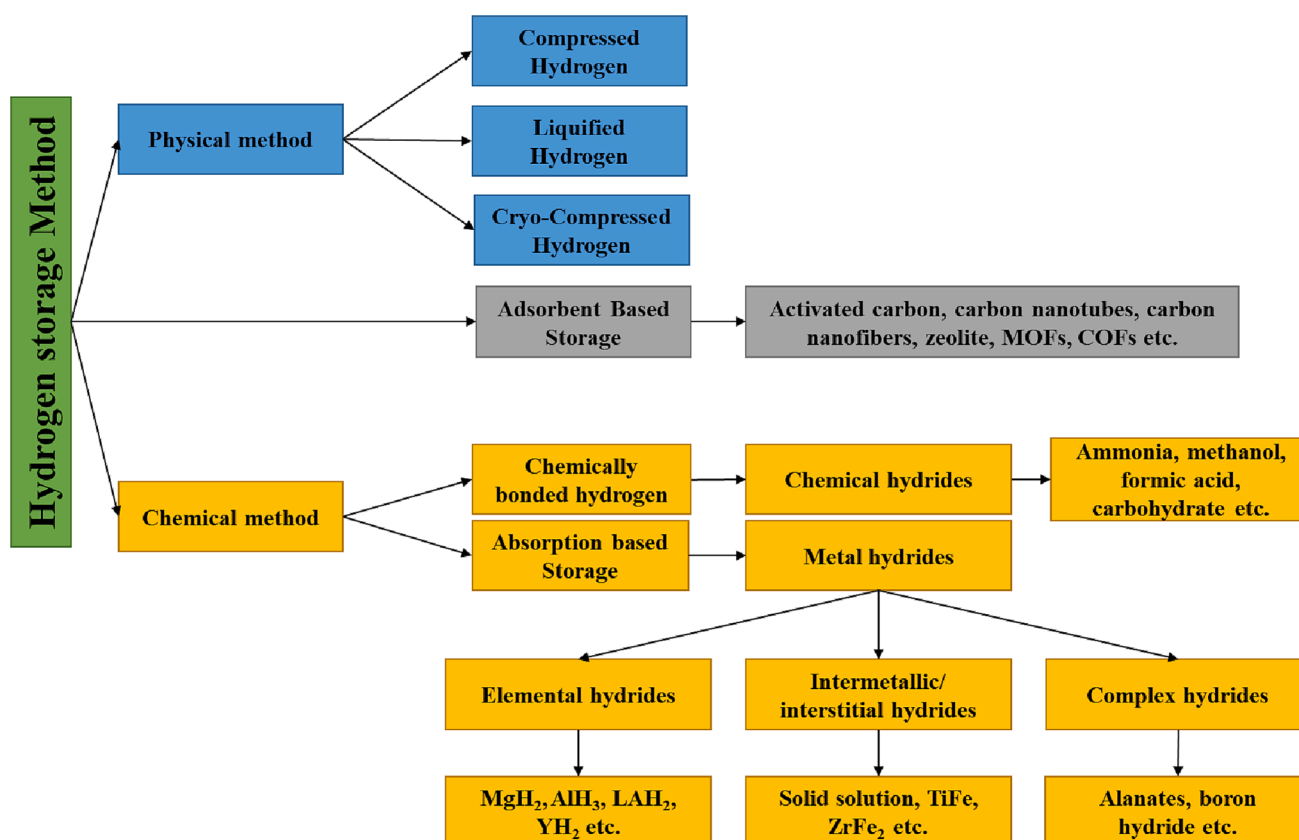 Hydrogen storage Method
Physical method
Compressed
Hydrogen
Liquified
Hydrogen
Cryo-Compressed
Hydrogen
Adsorbent Based
Storage
Activated carbon, carbon nanotubes, carbon
nanofibers, zeolite, MOFs, COFs etc.
Chemical method
Chemically
bonded hydrogen
Chemical hydrides
Ammonia, methanol,
formic acid,
carbohydrate etc.
Absorption based
Storage
Metal hydrides
Elemental hydrides
Intermetallic/
interstitial hydrides
Complex hydrides
MgH₂, AlH₃, LAH₂,
YH₂ etc.
Solid solution, TiFe,
ZrFe₂ etc.
Alanates, boron
hydride etc.